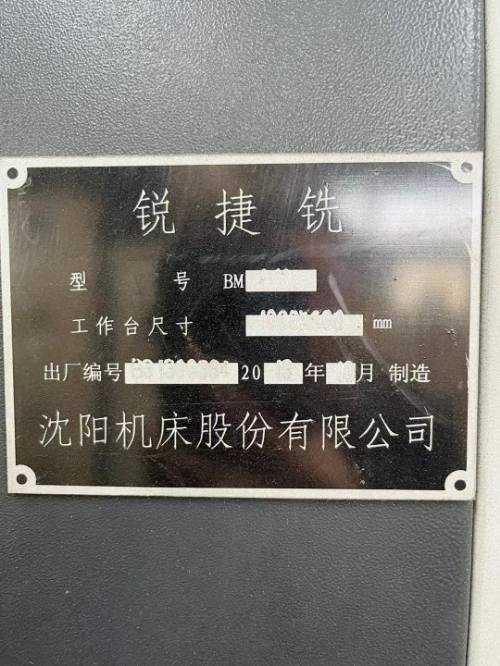 锐捷铣
型 号 BM
工作台尺寸 mm
出厂编号 20 13 年 月 制造
沈阳机床股份有限公司